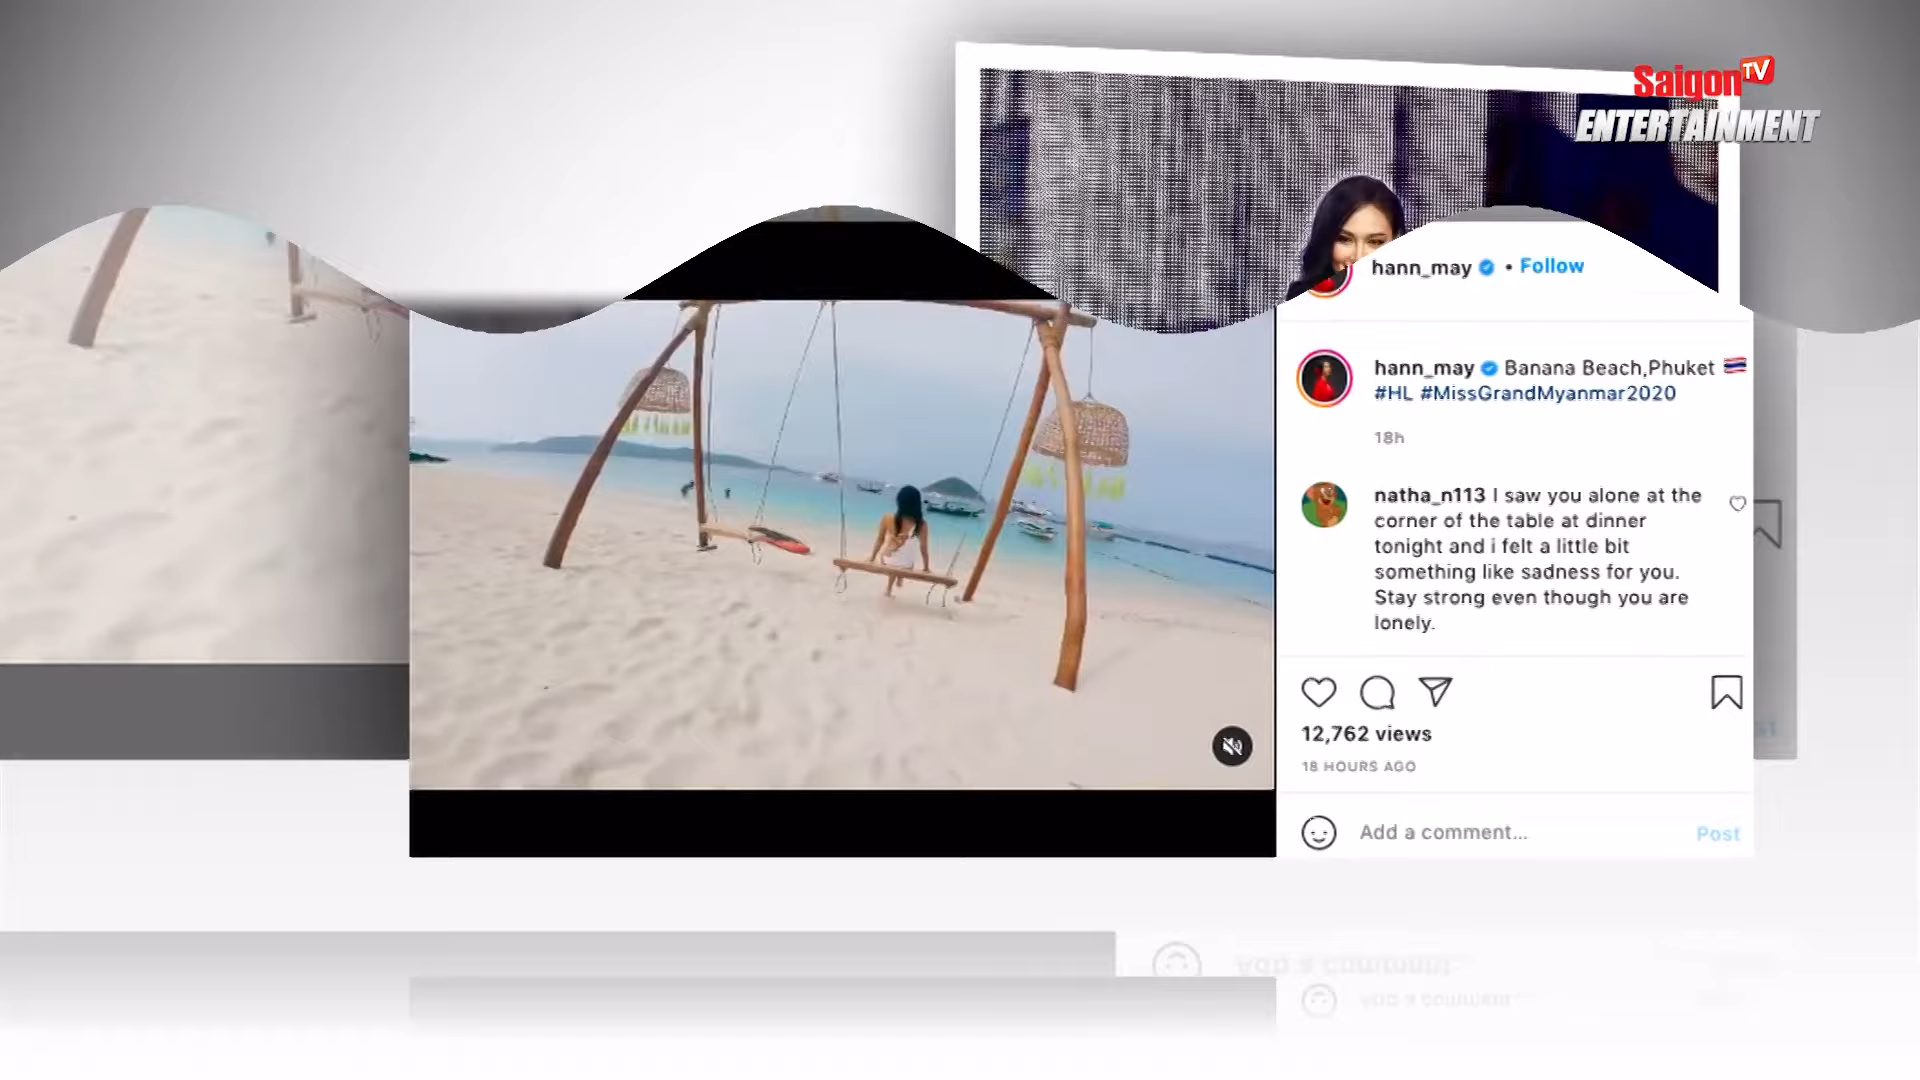 Saigon TV
ENTERTAINMENT
hann_may • Follow
hann_may Banana Beach,Phuket
#HL #MissGrandMyanmar2020
18h
natha_n113 I saw you alone at the
corner of the table at dinner
tonight and i felt a little bit
something like sadness for you.
Stay strong even though you are
lonely.
12,762 views
18 HOURS AGO
Add a comment...
Post